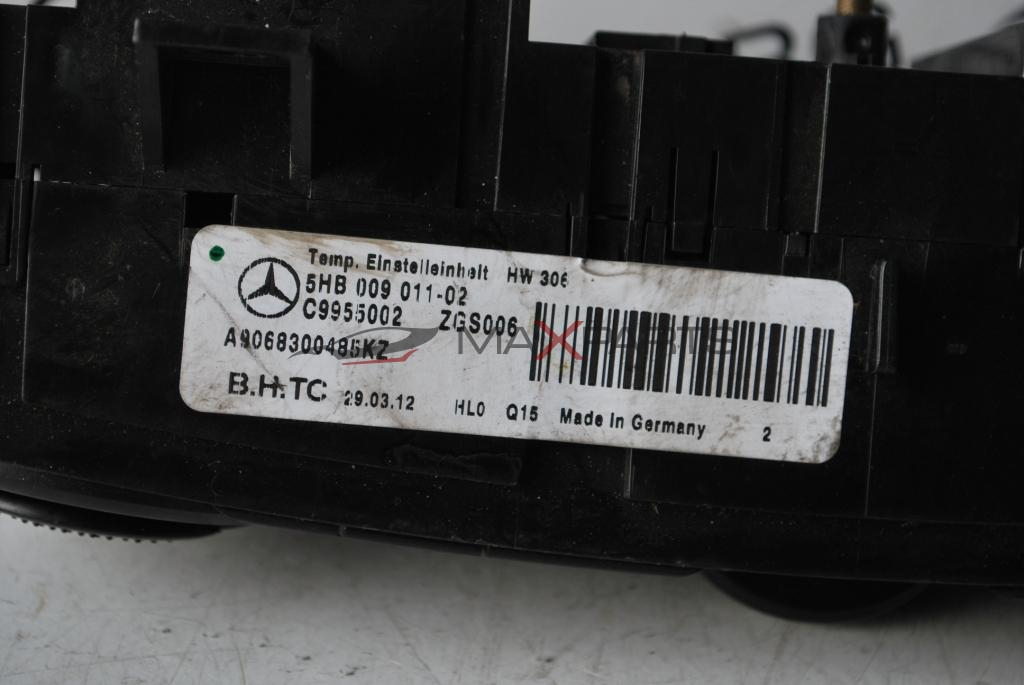 Temp. Einstelleinheit HW 306
5HB 009 011-02
C9955002 ZGS006
A9068300485KZ
MAXPARTS
B.H.TC 29.03.12 HL0 Q15 Made in Germany 2